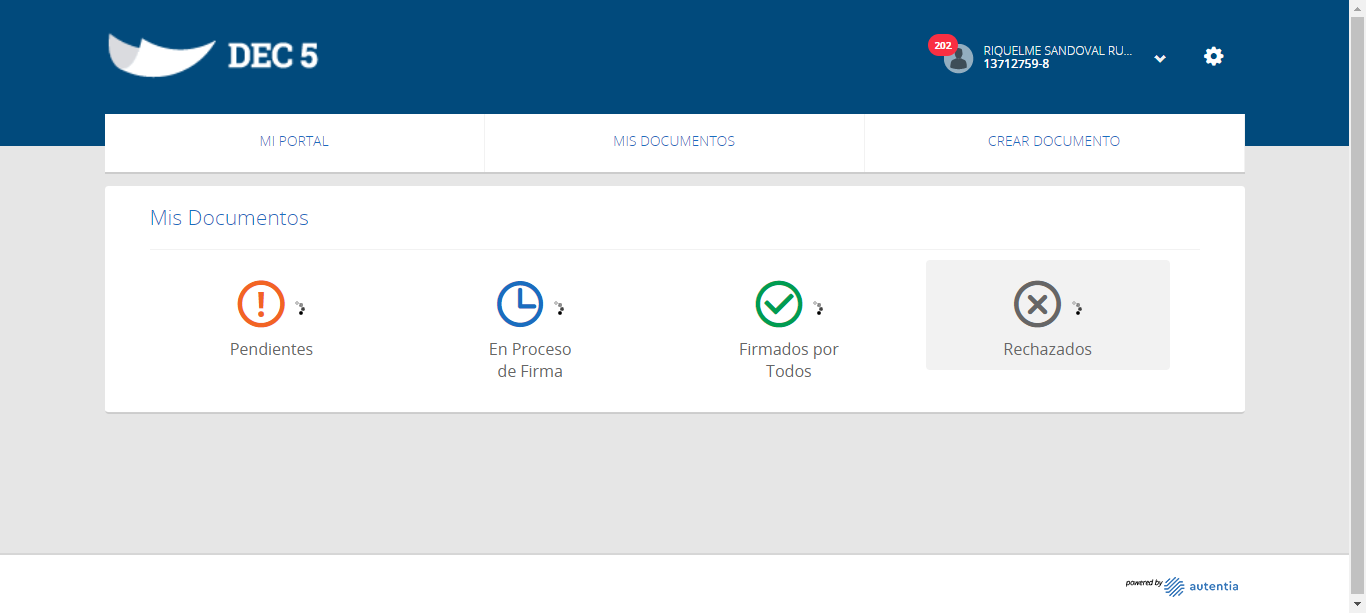 DEC 5
202
RIQUELME SANDOVAL RU...
13712759-8
MI PORTAL
MIS DOCUMENTOS
CREAR DOCUMENTO
Mis Documentos
Pendientes
En Proceso
de Firma
Firmados por
Todos
Rechazados
powered by
autentia